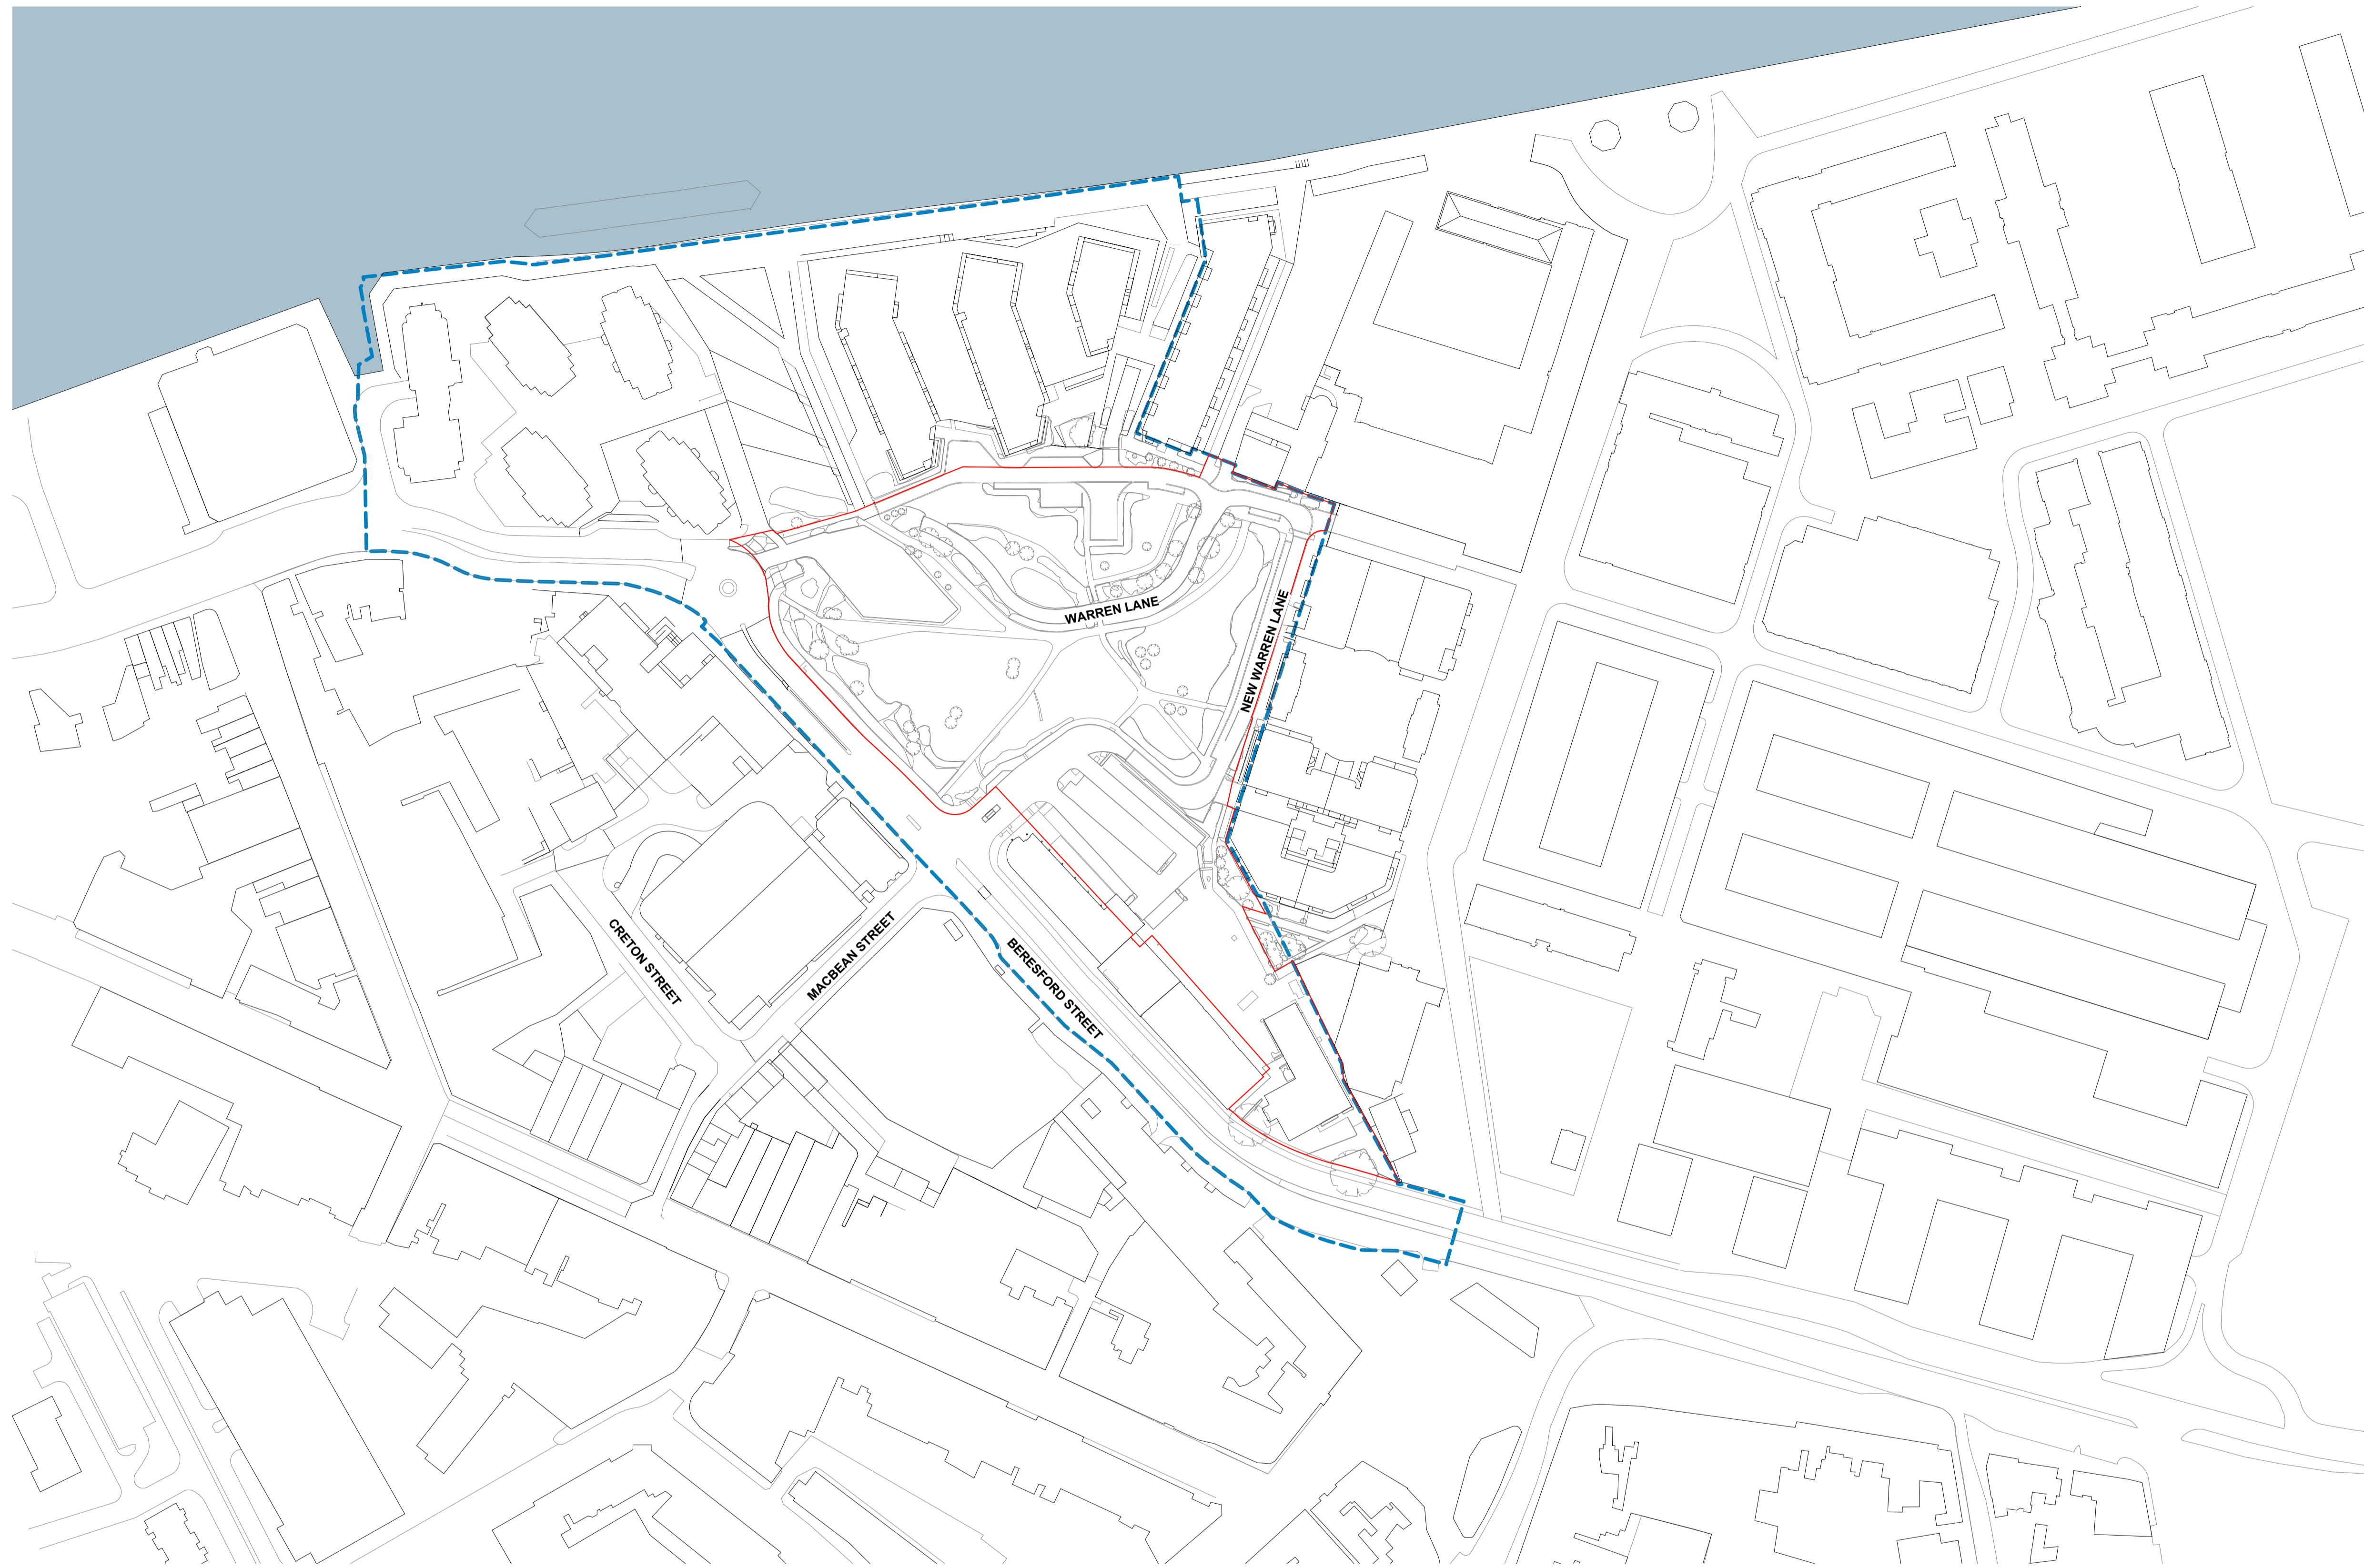 WARREN LANE
NEW WARREN LANE
CRETON STREET
MACBEAN STREET
BERESFORD STREET